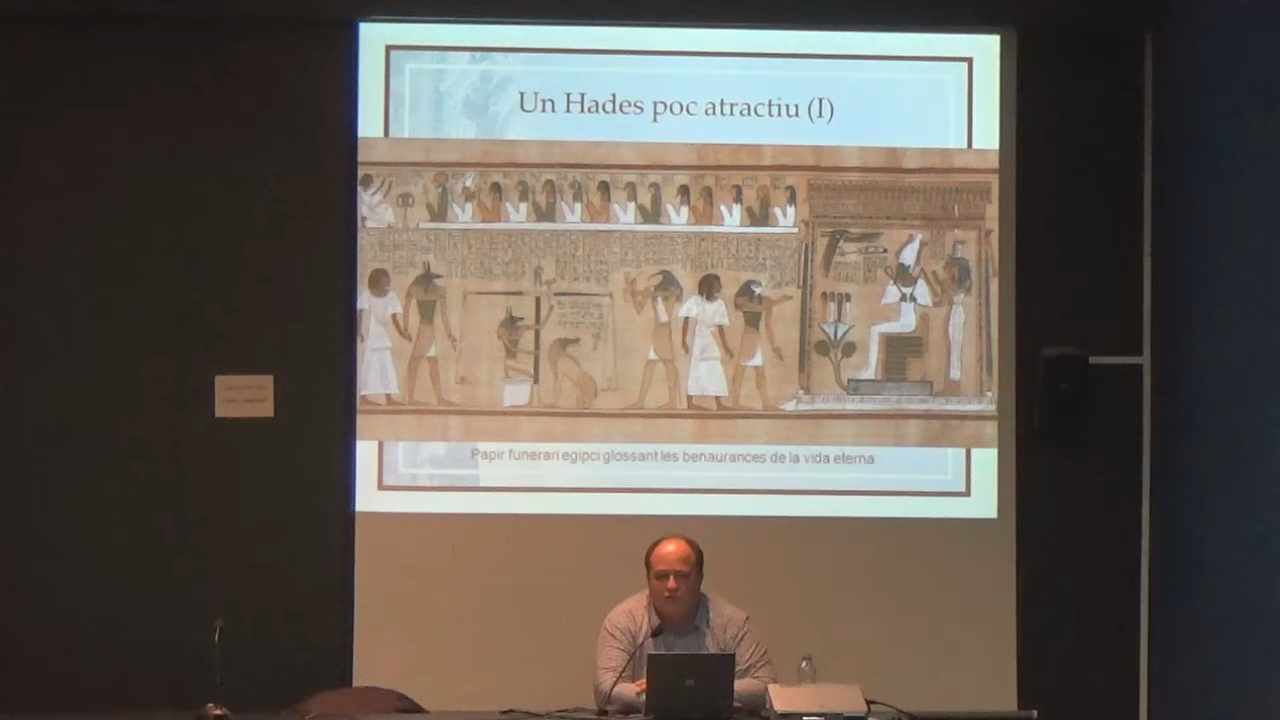 Un Hades poc atractiu (I)
Papir funerari egipci glossant les benaurances de la vida eterna